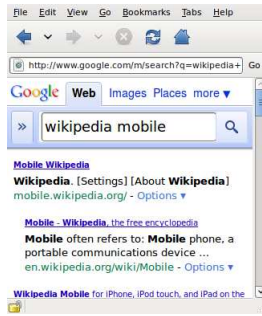 File Edit View Go Bookmarks Tabs Help
http://www.google.com/m/search?q=wikipedia+ Go
Google Web Images Places more ▼
» wikipedia mobile
Mobile Wikipedia
Wikipedia. [Settings] [About Wikipedia]
mobile.wikipedia.org/ - Options ▼
Mobile - Wikipedia, the free encyclopedia
Mobile often refers to: Mobile phone, a
portable communications device ...
en.wikipedia.org/wiki/Mobile - Options ▼
Wikipedia Mobile for iPhone, iPod touch, and iPad on the